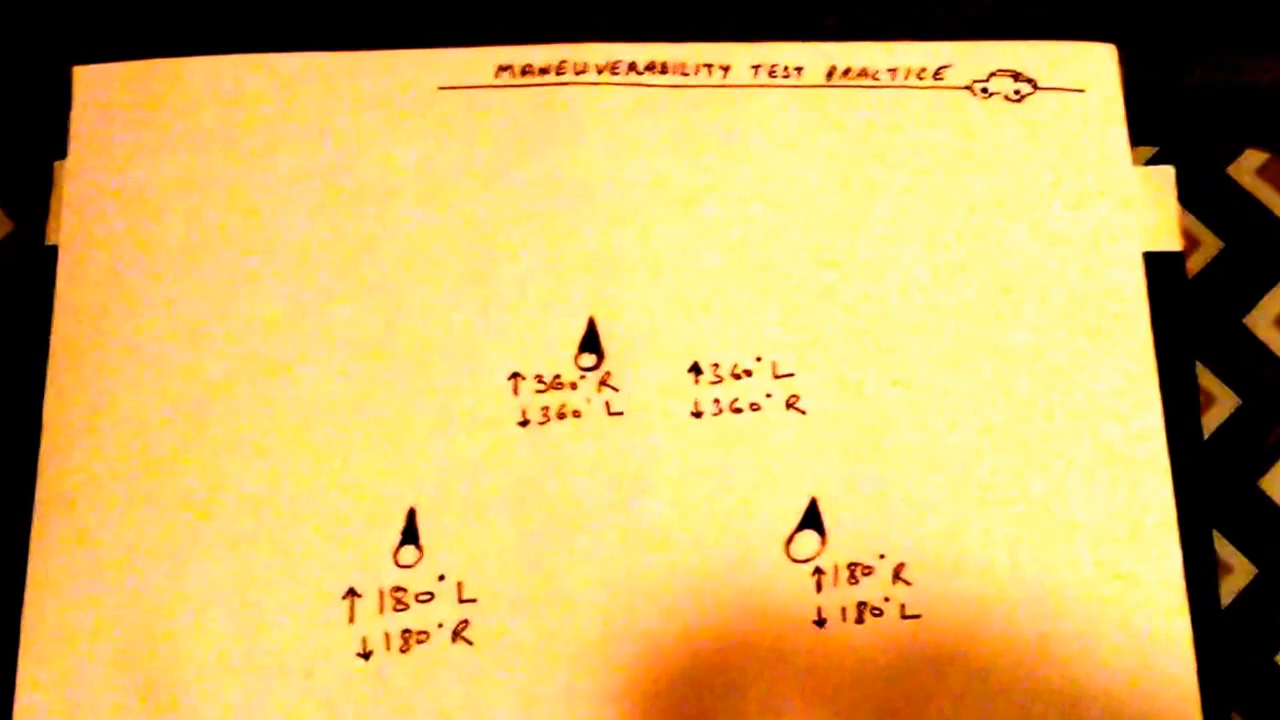 MANEUVERABILITY TEST PRACTICE
↑360° R
↓360° L
↑360° L
↓360° R
↑ 180° L
↓180° R
↑180° R
↓ 180° L